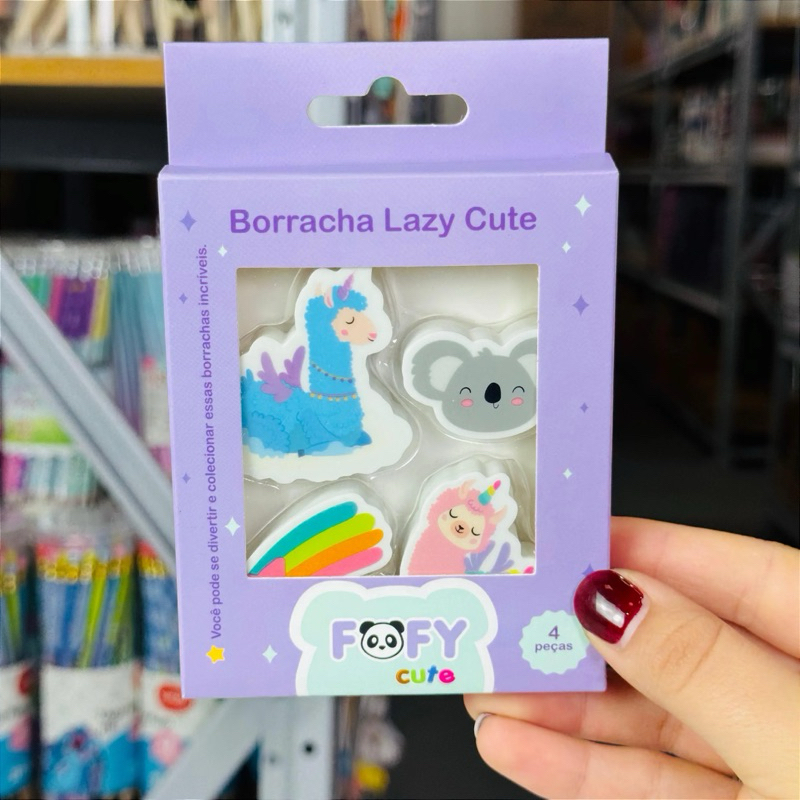 Borracha Lazy Cute
Você pode se divertir e colecionar essas borrachas incríveis.
FOFY
cute
4
peças